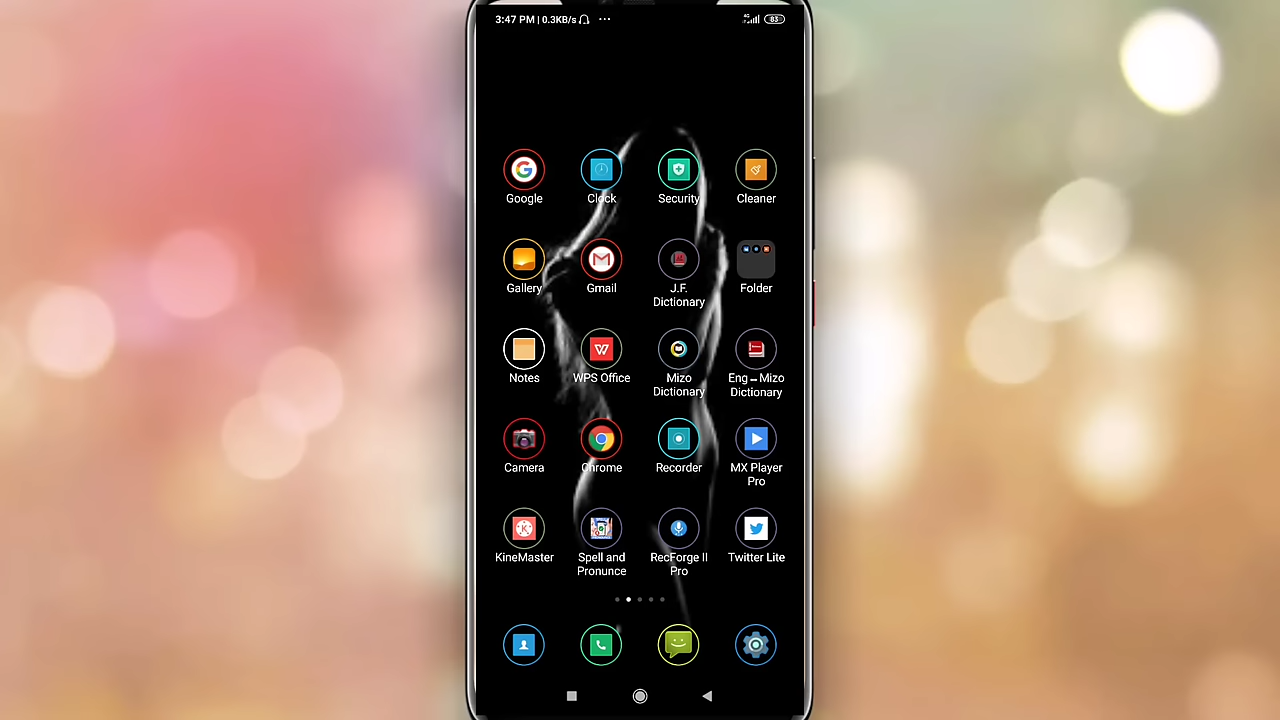 3:47 PM | 0.3KB/s ... 4G 83
Google Clock Security Cleaner
Gallery Gmail J.F. Dictionary Folder
Notes WPS Office Mizo Dictionary Eng - Mizo Dictionary
Camera Chrome Recorder MX Player Pro
KineMaster Spell and Pronunce RecForge II Pro Twitter Lite